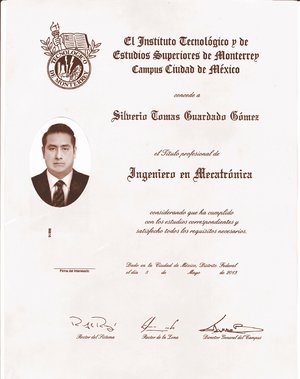 TECNOLOGICO
DE MONTERREY
El Instituto Tecnológico y de
Estudios Superiores de Monterrey
Campus Ciudad de México
concede a
Silverio Tomas Guardado Gómez
el Título profesional de
Ingeniero en Mecatrónica
considerando que ha cumplido
con los estudios correspondientes y
satisfecho todos los requisitos necesarios.
Firma del Interesado
Dado en la Ciudad de México, Distrito Federal
el día 3 de Mayo de 2013
Rector del Sistema
Rector de la Zona
Director General del Campus